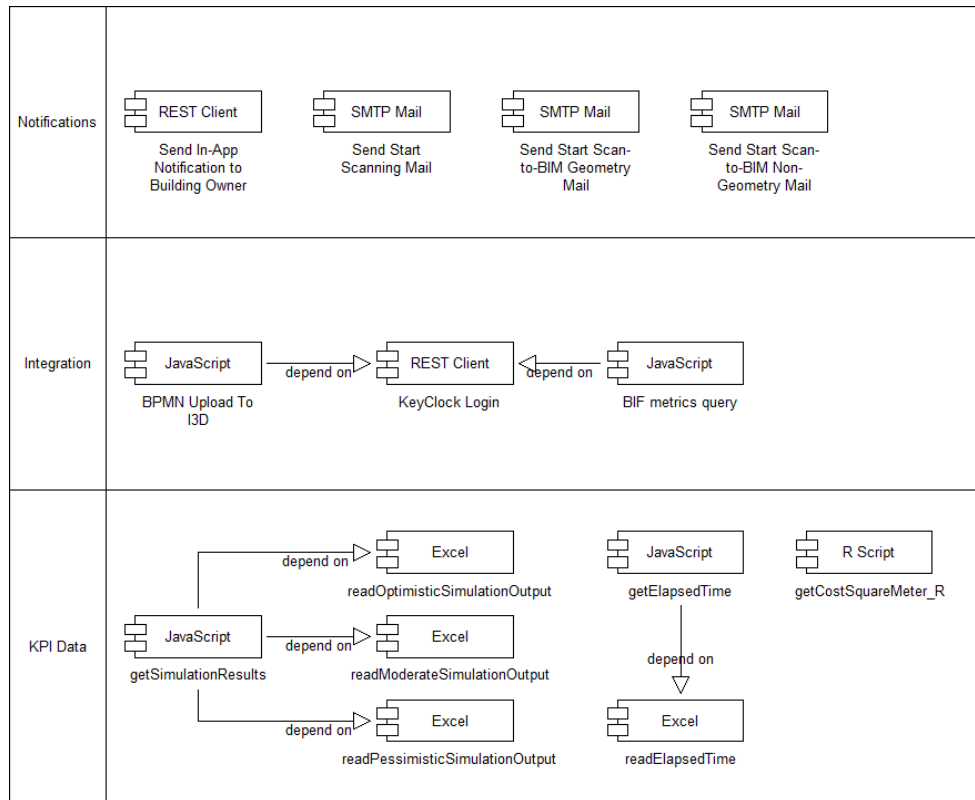 Notifications
REST Client
SMTP Mail
SMTP Mail
SMTP Mail
Send In-App
Notification to
Building Owner
Send Start
Scanning Mail
Send Start Scan-
to-BIM Geometry
Mail
Send Start Scan-
to-BIM Non-
Geometry Mail
Integration
JavaScript
depend on
REST Client
depend on
JavaScript
BPMN Upload To
I3D
KeyClock Login
BIF metrics query
KPI Data
depend on
Excel
readOptimisticSimulationOutput
JavaScript
getElapsedTime
R Script
getCostSquareMeter_R
JavaScript
getSimulationResults
depend on
Excel
readModerateSimulationOutput
depend on
depend on
Excel
readPessimisticSimulationOutput
Excel
readElapsedTime